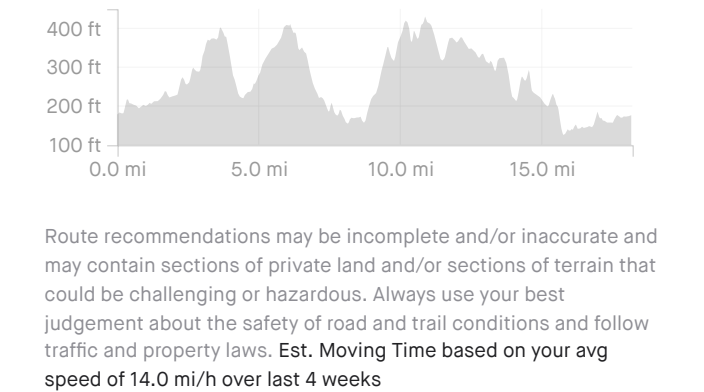 400 ft
300 ft
200 ft
100 ft
0.0 mi 5.0 mi 10.0 mi 15.0 mi
Route recommendations may be incomplete and/or inaccurate and
may contain sections of private land and/or sections of terrain that
could be challenging or hazardous. Always use your best
judgement about the safety of road and trail conditions and follow
traffic and property laws. Est. Moving Time based on your avg
speed of 14.0 mi/h over last 4 weeks